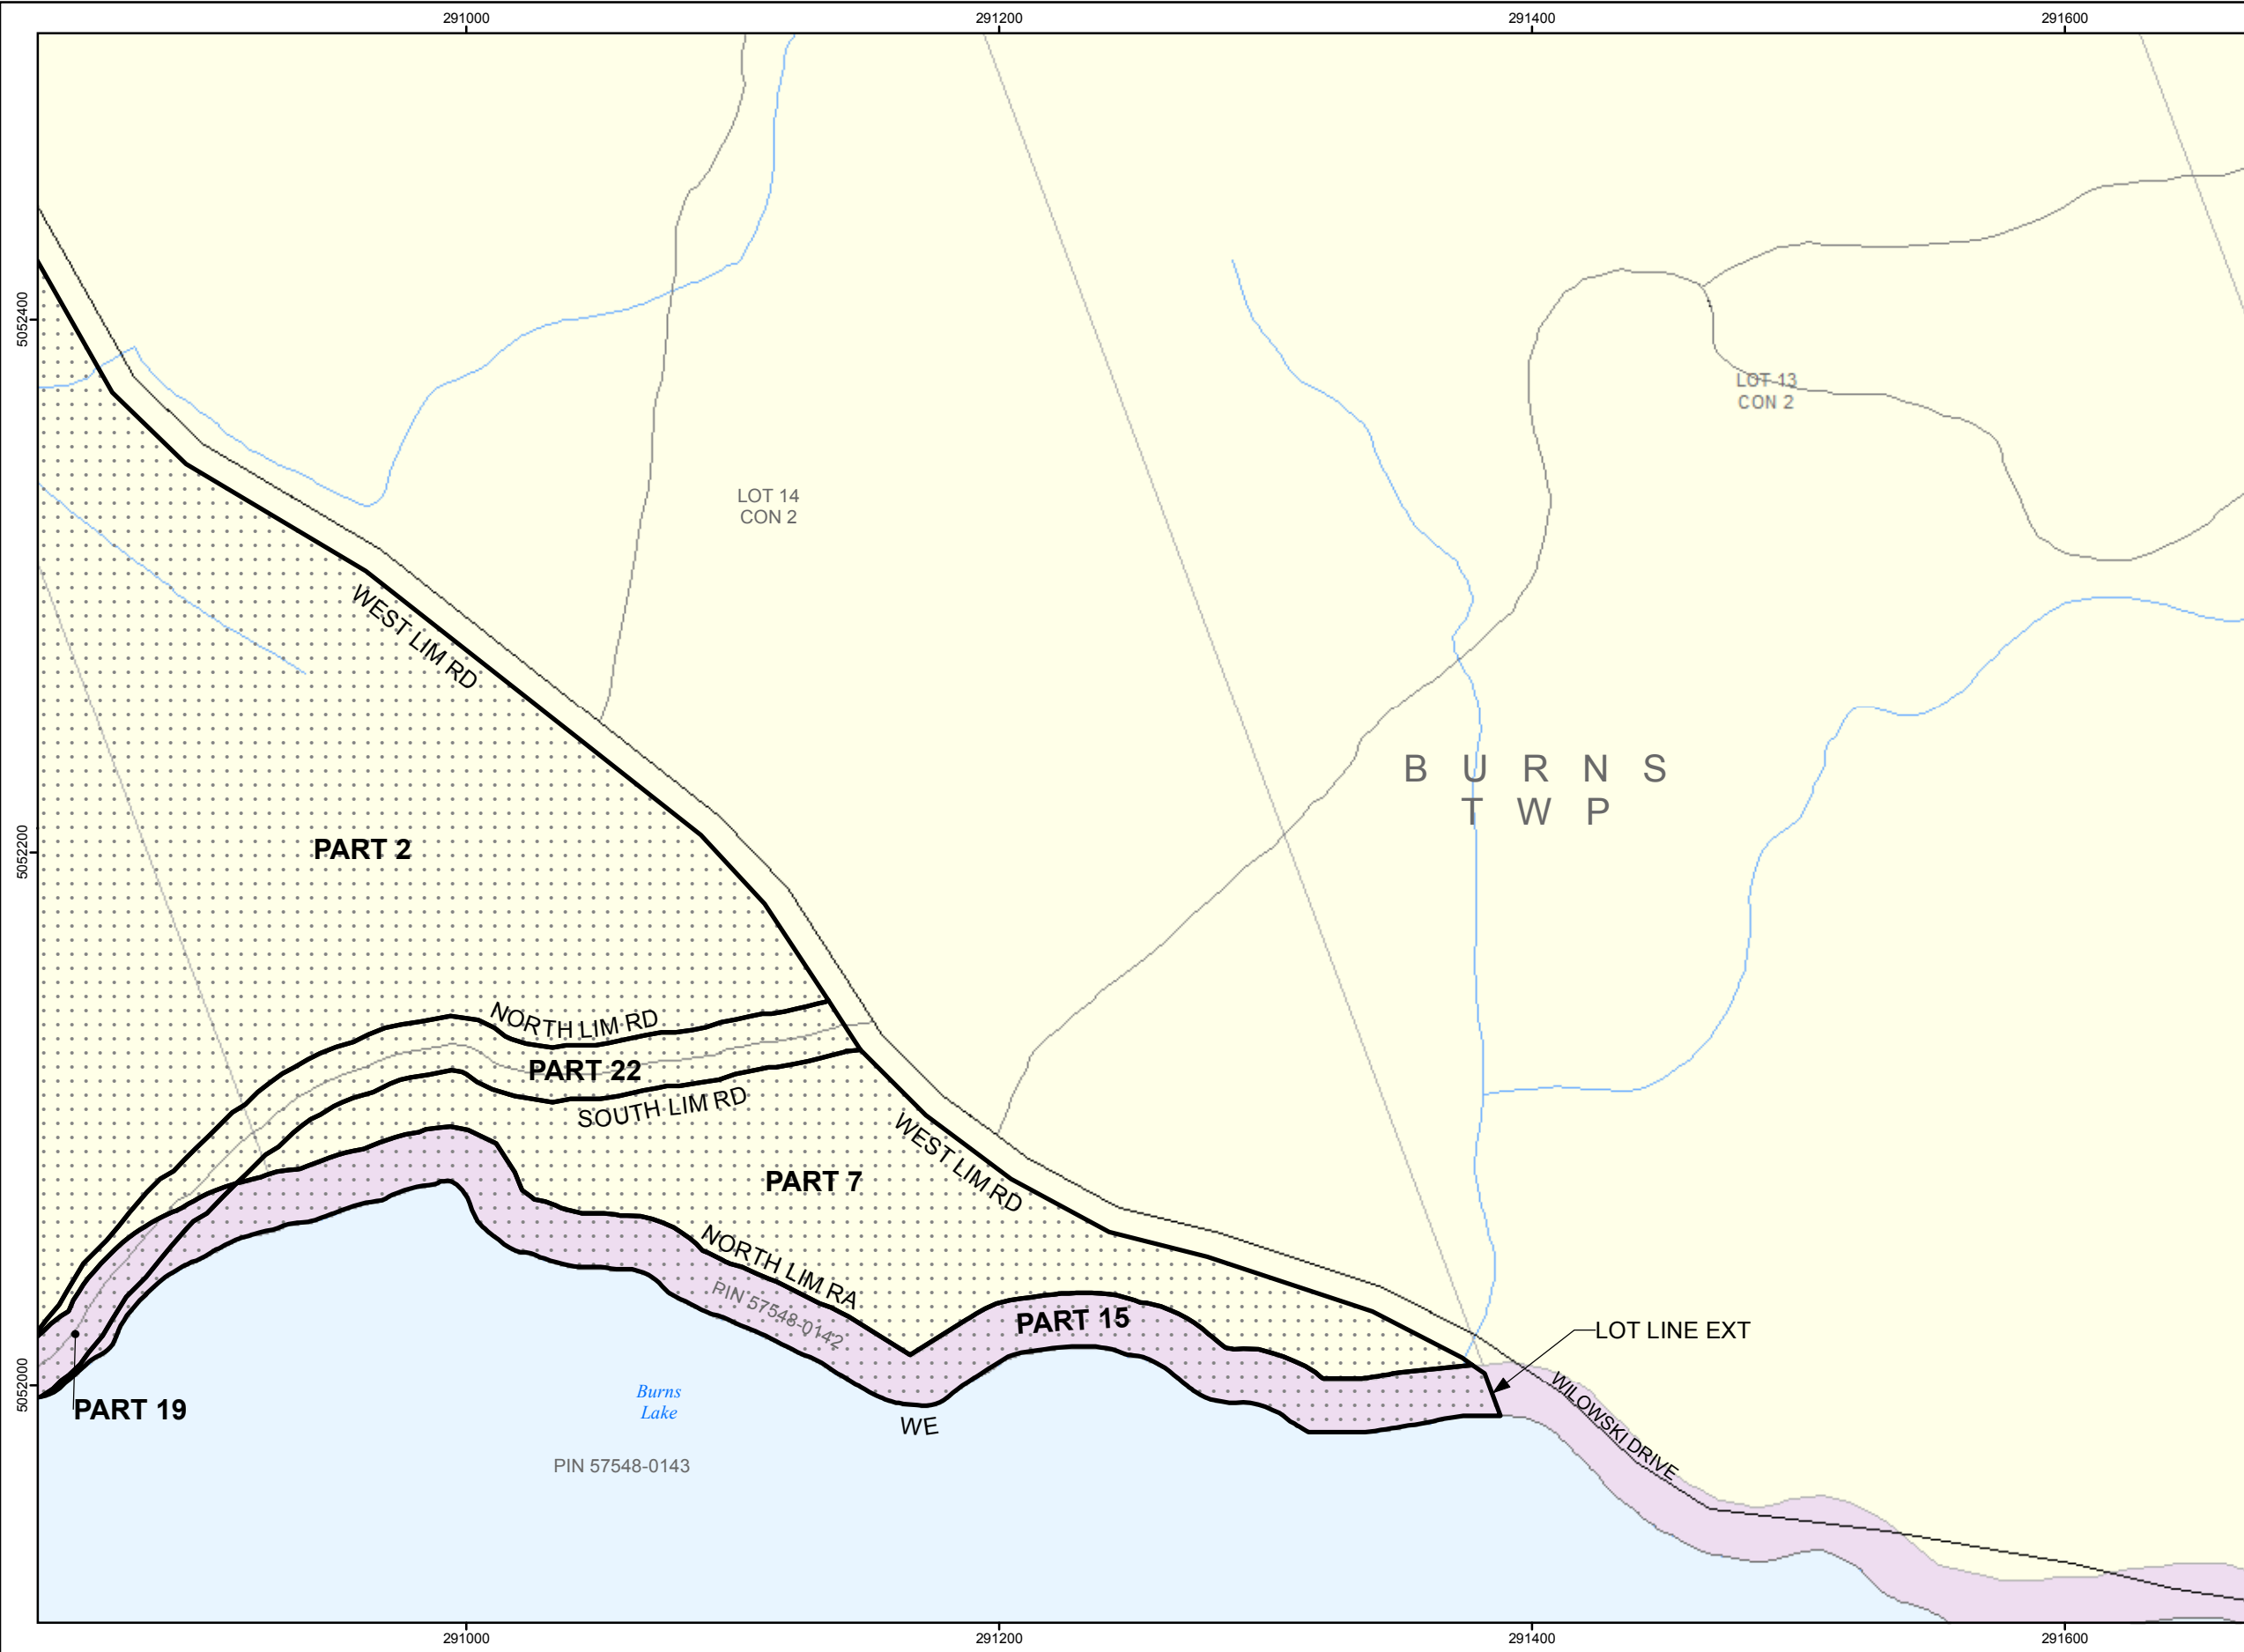 291000
291200
291400
291600
5052400
LOT 13
CON 2
LOT 14
CON 2
WEST LIM RD
B U R N S
T W P
5052200
PART 2
NORTH LIM RD
PART 22
SOUTH LIM RD
WEST LIM RD
PART 7
NORTH LIM RA
PIN 57548-0142
PART 15
LOT LINE EXT
WILOWSKI DRIVE
5052000
PART 19
Burns
Lake
WE
PIN 57548-0143
291000
291200
291400
291600